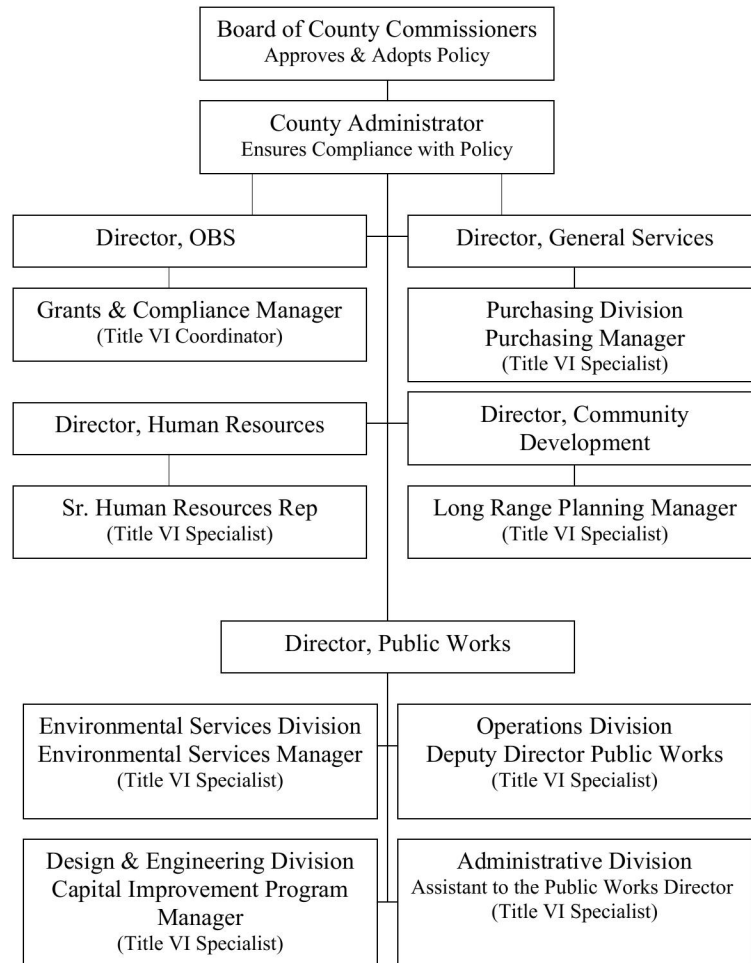 Board of County Commissioners
Approves & Adopts Policy
County Administrator
Ensures Compliance with Policy
Director, OBS
Director, General Services
Grants & Compliance Manager
(Title VI Coordinator)
Purchasing Division
Purchasing Manager
(Title VI Specialist)
Director, Human Resources
Director, Community
Development
Sr. Human Resources Rep
(Title VI Specialist)
Long Range Planning Manager
(Title VI Specialist)
Director, Public Works
Environmental Services Division
Environmental Services Manager
(Title VI Specialist)
Operations Division
Deputy Director Public Works
(Title VI Specialist)
Design & Engineering Division
Capital Improvement Program
Manager
(Title VI Specialist)
Administrative Division
Assistant to the Public Works Director
(Title VI Specialist)